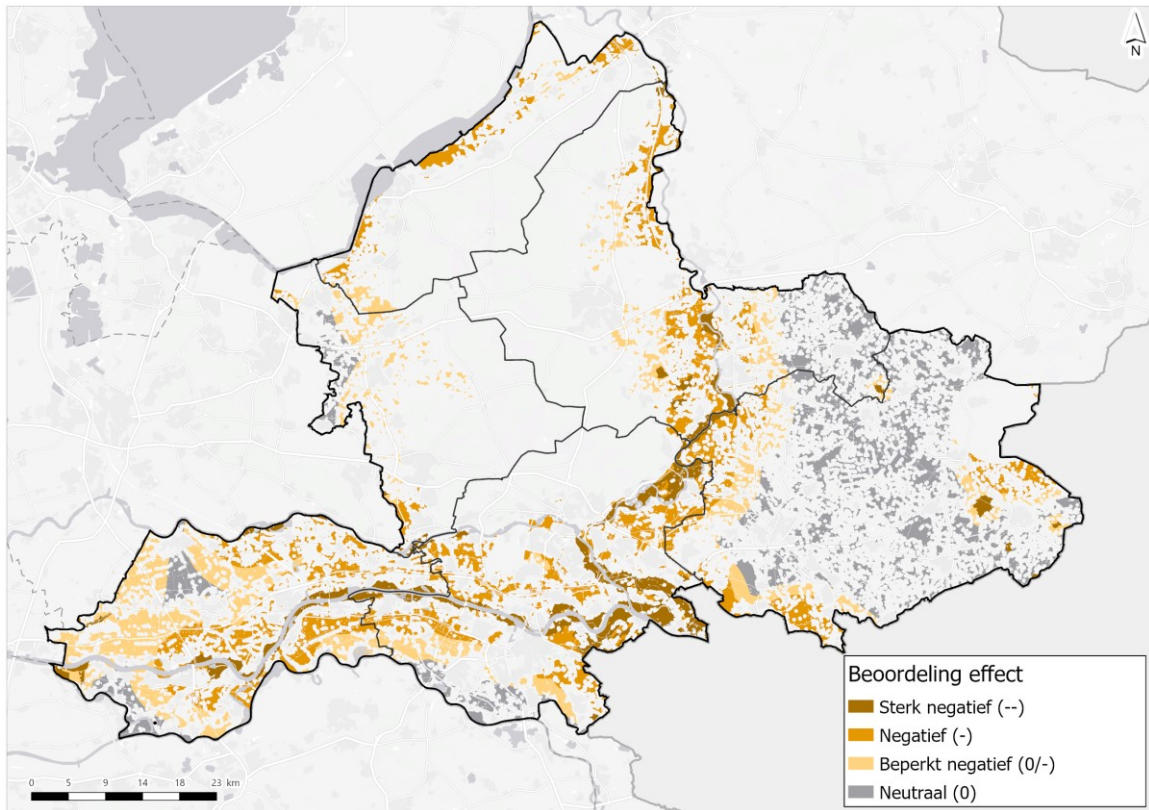 N
Beoordeling effect
Sterk negatief (--)
Negatief (-)
Beperkt negatief (0/-)
Neutraal (0)
0 5 9 14 18 23 km